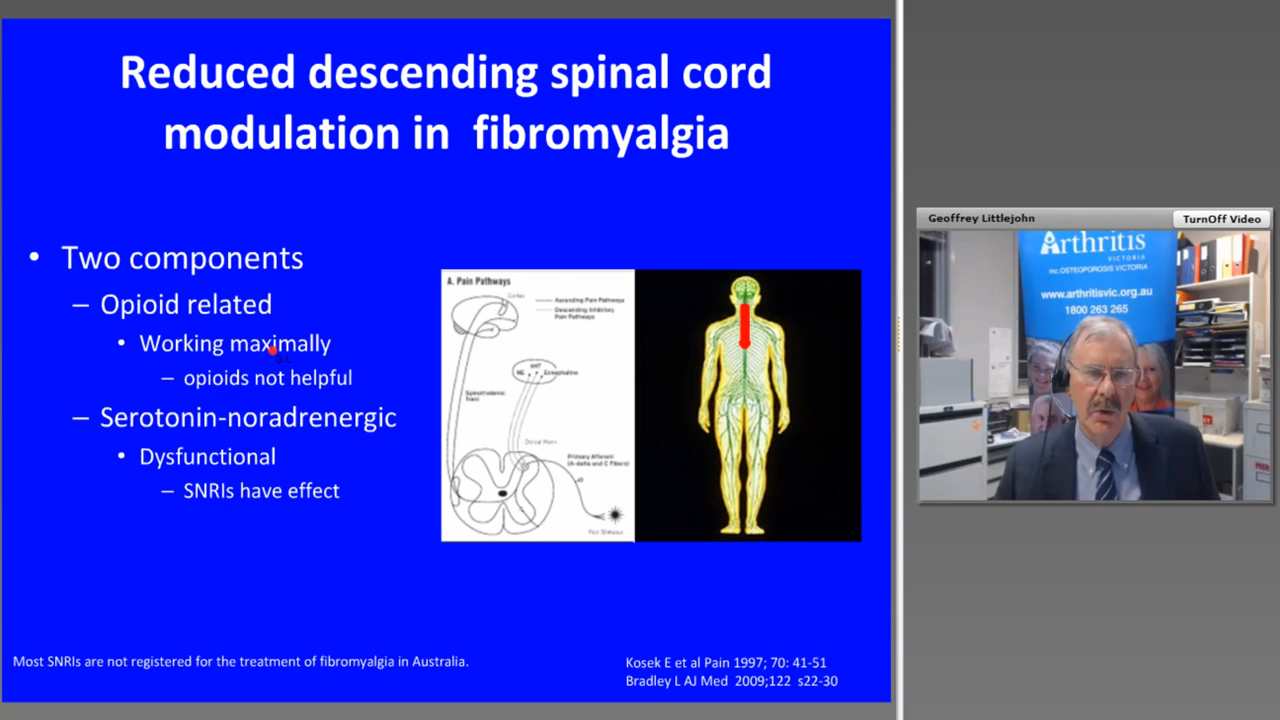 Reduced descending spinal cord
modulation in fibromyalgia
• Two components
– Opioid related
• Working maximally
G.L
– opioids not helpful
– Serotonin-noradrenergic
• Dysfunctional
– SNRIs have effect
A. Pain Pathways
Cortex
Ascending Pain Pathways
Descending Inhibitory
Pain Pathways
5HT
NE
Enkephaline
Spinothalamic
Tract
Dorsal Horn
Primary Afferent
(A-delta and C Fibers)
Pain Stimulus
Most SNRIs are not registered for the treatment of fibromyalgia in Australia.
Kosek E et al Pain 1997; 70: 41-51
Bradley L AJ Med 2009;122 s22-30
Geoffrey Littlejohn
TurnOff Video
Arthritis
VICTORIA
inc. OSTEOPOROSIS VICTORIA
www.arthritisvic.org.au
1800 263 265